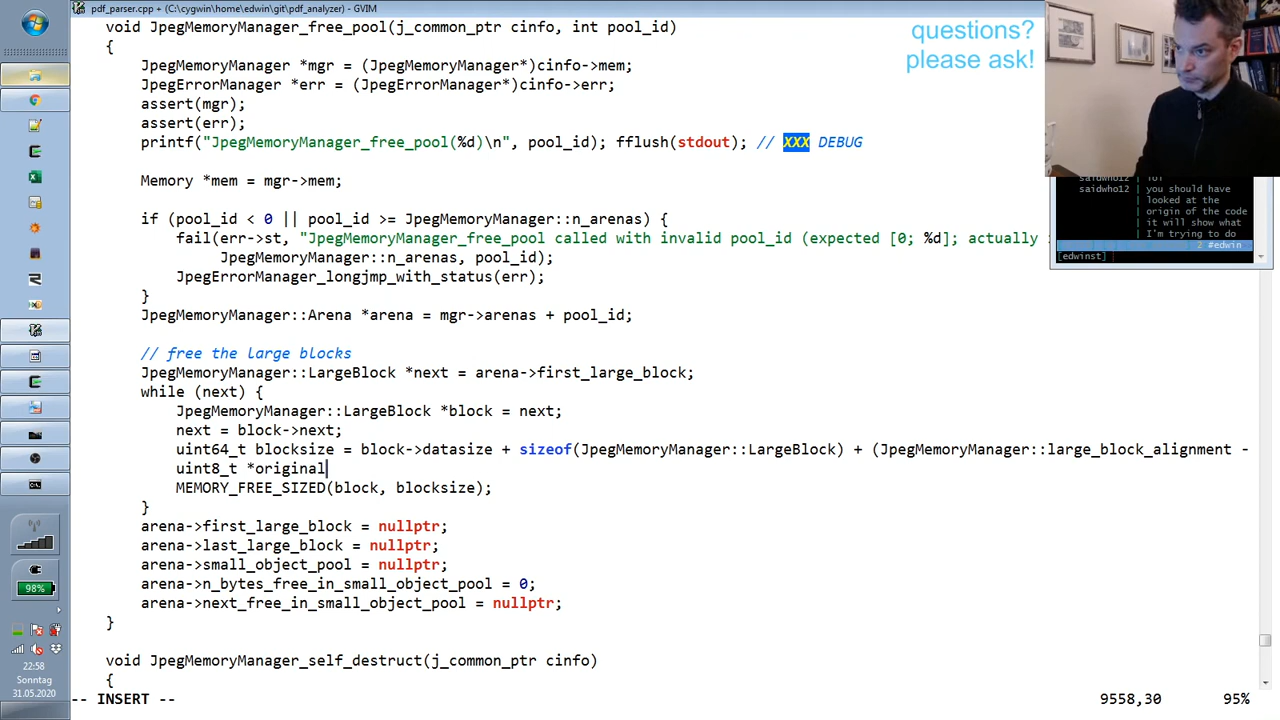 pdf_parser.cpp + (C:\cygwin\home\edwin\git\pdf_analyzer) - GVIM
void JpegMemoryManager_free_pool(j_common_ptr cinfo, int pool_id)
{
    JpegMemoryManager *mgr = (JpegMemoryManager*)cinfo->mem;
    JpegErrorManager *err = (JpegErrorManager*)cinfo->err;
    assert(mgr);
    assert(err);
    printf("JpegMemoryManager_free_pool(%d)\n", pool_id); fflush(stdout); // XXX DEBUG
    Memory *mem = mgr->mem;
    if (pool_id < 0 || pool_id >= JpegMemoryManager::n_arenas) {
        fail(err->st, "JpegMemoryManager_free_pool called with invalid pool_id (expected [0; %d]; actually
             JpegMemoryManager::n_arenas, pool_id);
        JpegErrorManager_longjmp_with_status(err);
    }
    JpegMemoryManager::Arena *arena = mgr->arenas + pool_id;
    // free the large blocks
    JpegMemoryManager::LargeBlock *next = arena->first_large_block;
    while (next) {
        JpegMemoryManager::LargeBlock *block = next;
        next = block->next;
        uint64_t blocksize = block->datasize + sizeof(JpegMemoryManager::LargeBlock) + (JpegMemoryManager::large_block_alignment -
        uint8_t *original
        MEMORY_FREE_SIZED(block, blocksize);
    }
    arena->first_large_block = nullptr;
    arena->last_large_block = nullptr;
    arena->small_object_pool = nullptr;
    arena->n_bytes_free_in_small_object_pool = 0;
    arena->next_free_in_small_object_pool = nullptr;
}
void JpegMemoryManager_self_destruct(j_common_ptr cinfo)
{
-- INSERT --
9558,30
95%
questions?
please ask!
saidwho12 | lol
saidwho12 | you should have
| looked at the
| origin of the code
| it will show what
| I'm trying to do
2 #edwin
[edwinst]
98%
22:58
Sonntag
31.05.2020